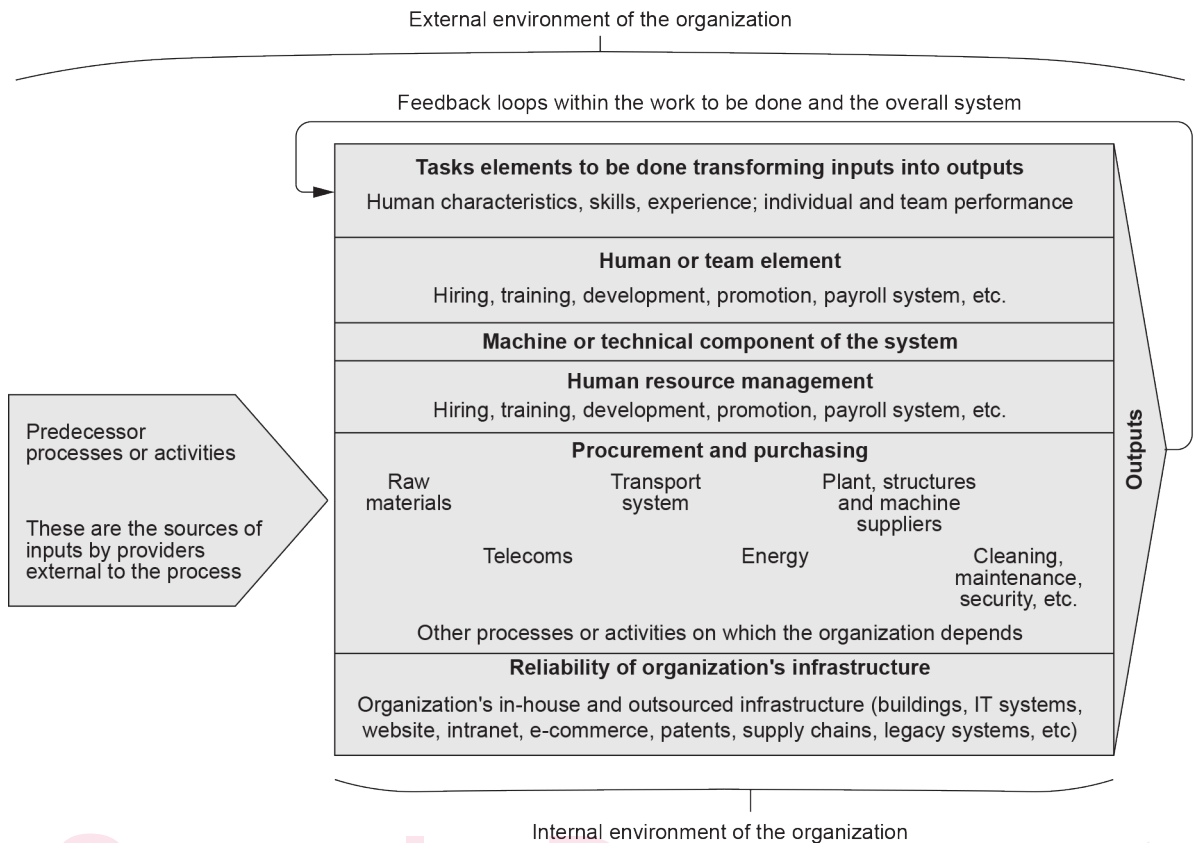 External environment of the organization
Feedback loops within the work to be done and the overall system
Tasks elements to be done transforming inputs into outputs
Human characteristics, skills, experience; individual and team performance
Human or team element
Hiring, training, development, promotion, payroll system, etc.
Machine or technical component of the system
Human resource management
Hiring, training, development, promotion, payroll system, etc.
Procurement and purchasing
Raw
materials
Transport
system
Plant, structures
and machine
suppliers
Telecoms
Energy
Cleaning,
maintenance,
security, etc.
Other processes or activities on which the organization depends
Reliability of organization's infrastructure
Organization's in-house and outsourced infrastructure (buildings, IT systems,
website, intranet, e-commerce, patents, supply chains, legacy systems, etc)
Predecessor
processes or activities
These are the sources of
inputs by providers
external to the process
Outputs
Internal environment of the organization